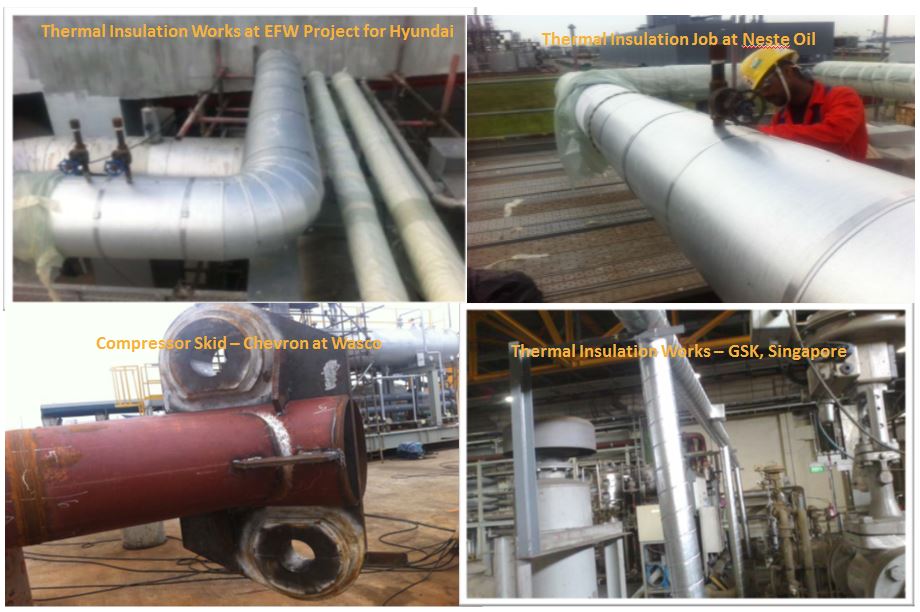 Thermal Insulation Works at EFW Project for Hyundai
Thermal Insulation Job at Neste Oil
Compressor Skid – Chevron at Wasco
Thermal Insulation Works – GSK, Singapore